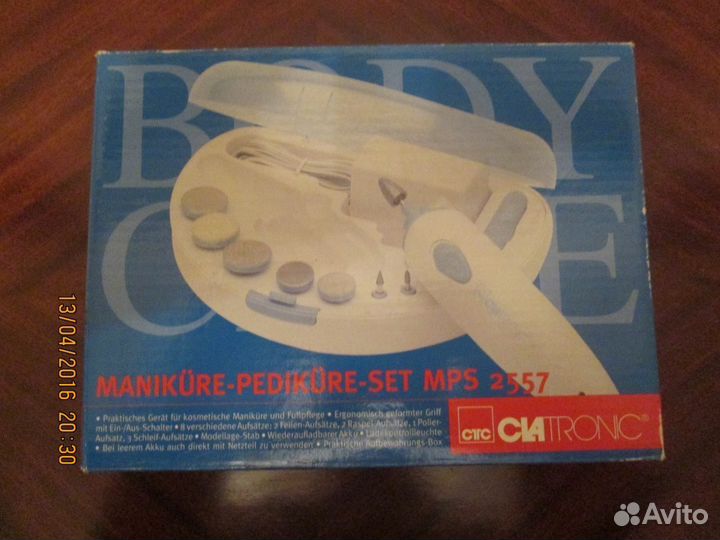 BODY
CARE
MANIKÜRE-PEDIKÜRE-SET MPS 2557
• Praktisches Gerät für kosmetische Maniküre und Fußpflege • Ergonomisch geformter Griff
mit Ein-/Aus-Schalter • 8 verschiedene Aufsätze: 2 Feilen-Aufsätze, 2 Raspel-Aufsätze, 1 Polier-
Aufsatz, 3 Schleif-Aufsätze • Modellage-Stab • Wiederaufladbarer Akku • Ladekontrolleuchte
• Bei leerem Akku auch direkt mit Netzteil zu verwenden • Praktische Aufbewahrungs-Box
CTC CLATRONIC®
13/04/2016 20:30
Avito